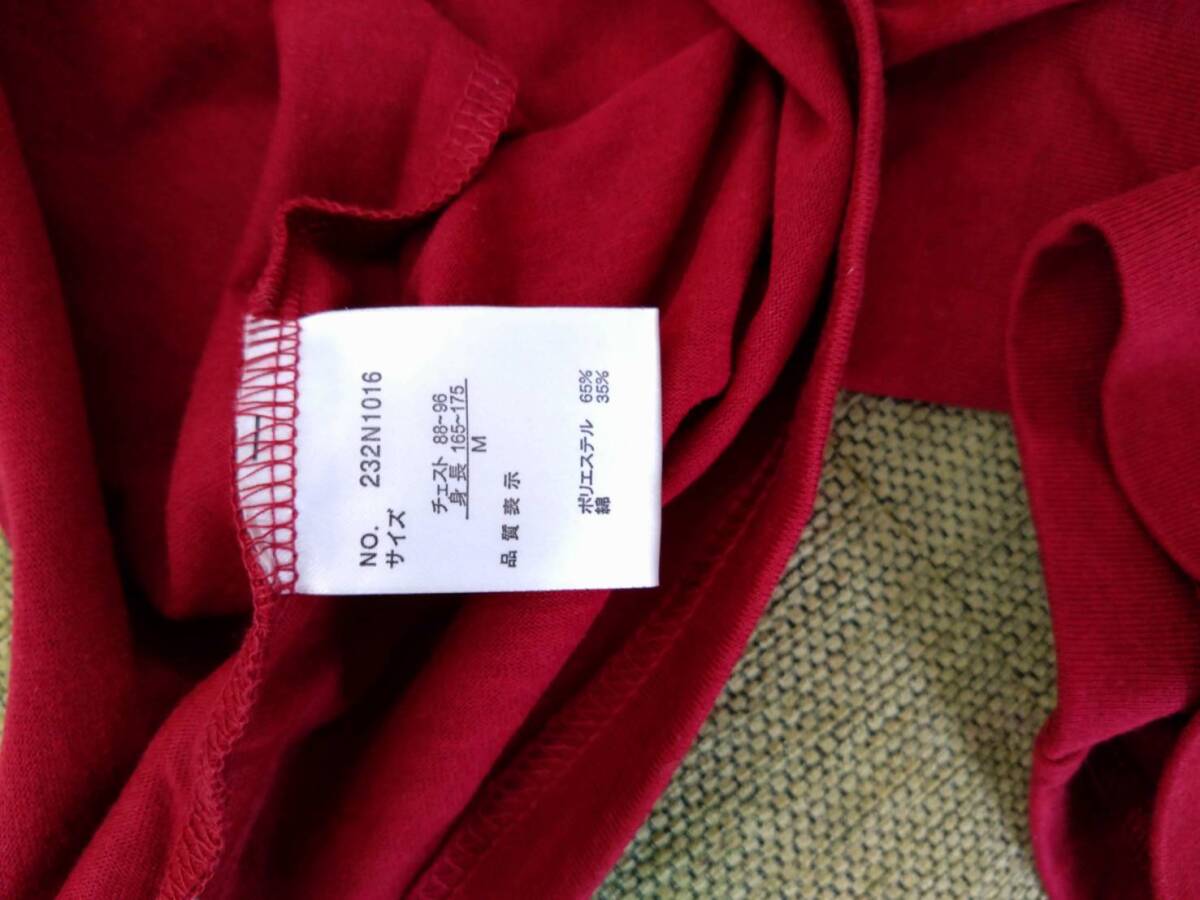 NO. 232N1016
サイズ
チェスト 88~96
身長 165~175
M
品質表示
ポリエステル 65%
綿 35%